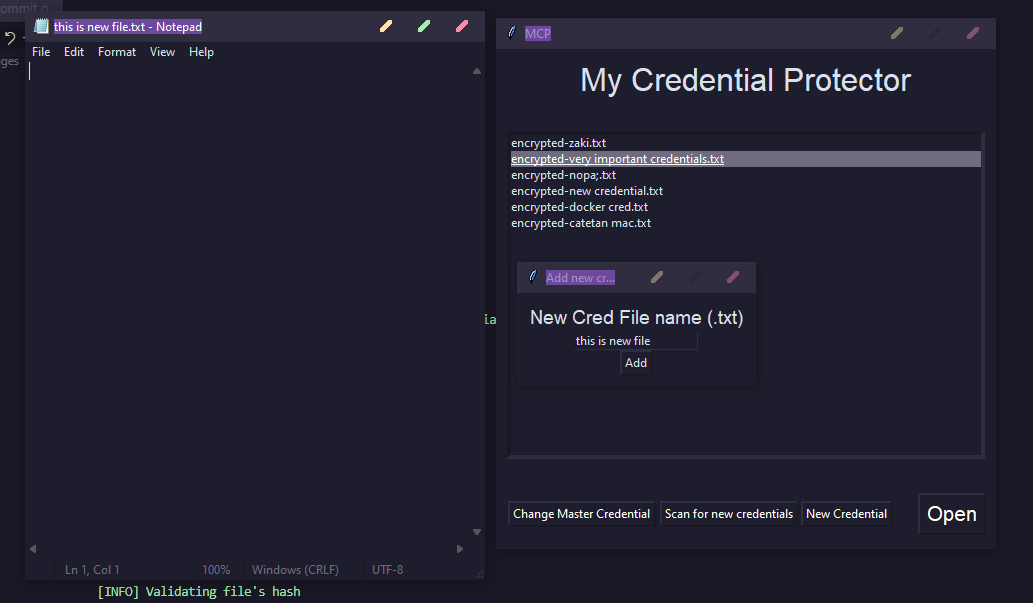 ommit.n
ges
this is new file.txt - Notepad
File Edit Format View Help
Ln 1, Col 1 100% Windows (CRLF) UTF-8
ia
[INFO] Validating file's hash
MCP
My Credential Protector
encrypted-zaki.txt
encrypted-very important credentials.txt
encrypted-nopa;.txt
encrypted-new credential.txt
encrypted-docker cred.txt
encrypted-catetan mac.txt
Add new cr...
New Cred File name (.txt)
this is new file
Add
Change Master Credential Scan for new credentials New Credential Open